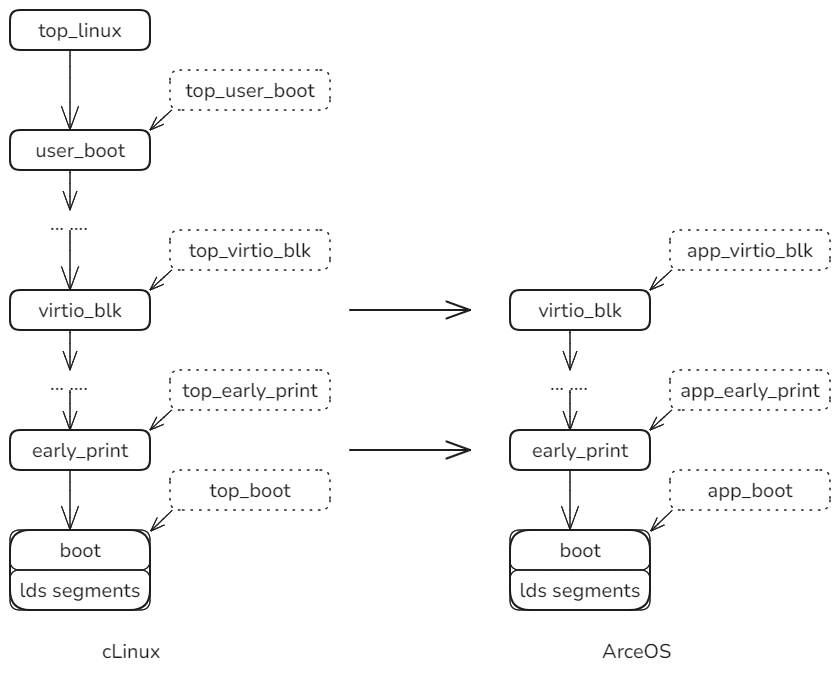 top_linux
top_user_boot
user_boot
... ...
top_virtio_blk
app_virtio_blk
virtio_blk
virtio_blk
... ...
top_early_print
... ...
app_early_print
early_print
early_print
top_boot
app_boot
boot
boot
lds segments
lds segments
cLinux
ArceOS